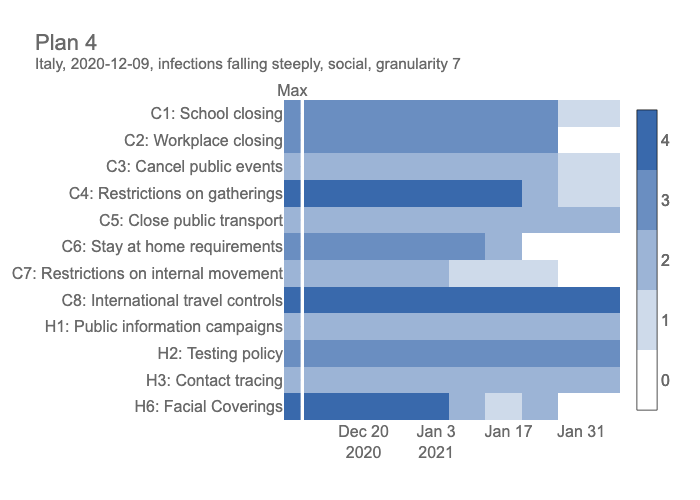 Plan 4
Italy, 2020-12-09, infections falling steeply, social, granularity 7
Max
C1: School closing
C2: Workplace closing
C3: Cancel public events
C4: Restrictions on gatherings
C5: Close public transport
C6: Stay at home requirements
C7: Restrictions on internal movement
C8: International travel controls
H1: Public information campaigns
H2: Testing policy
H3: Contact tracing
H6: Facial Coverings
Dec 20 Jan 3 Jan 17 Jan 31
2020 2021
4
3
2
1
0